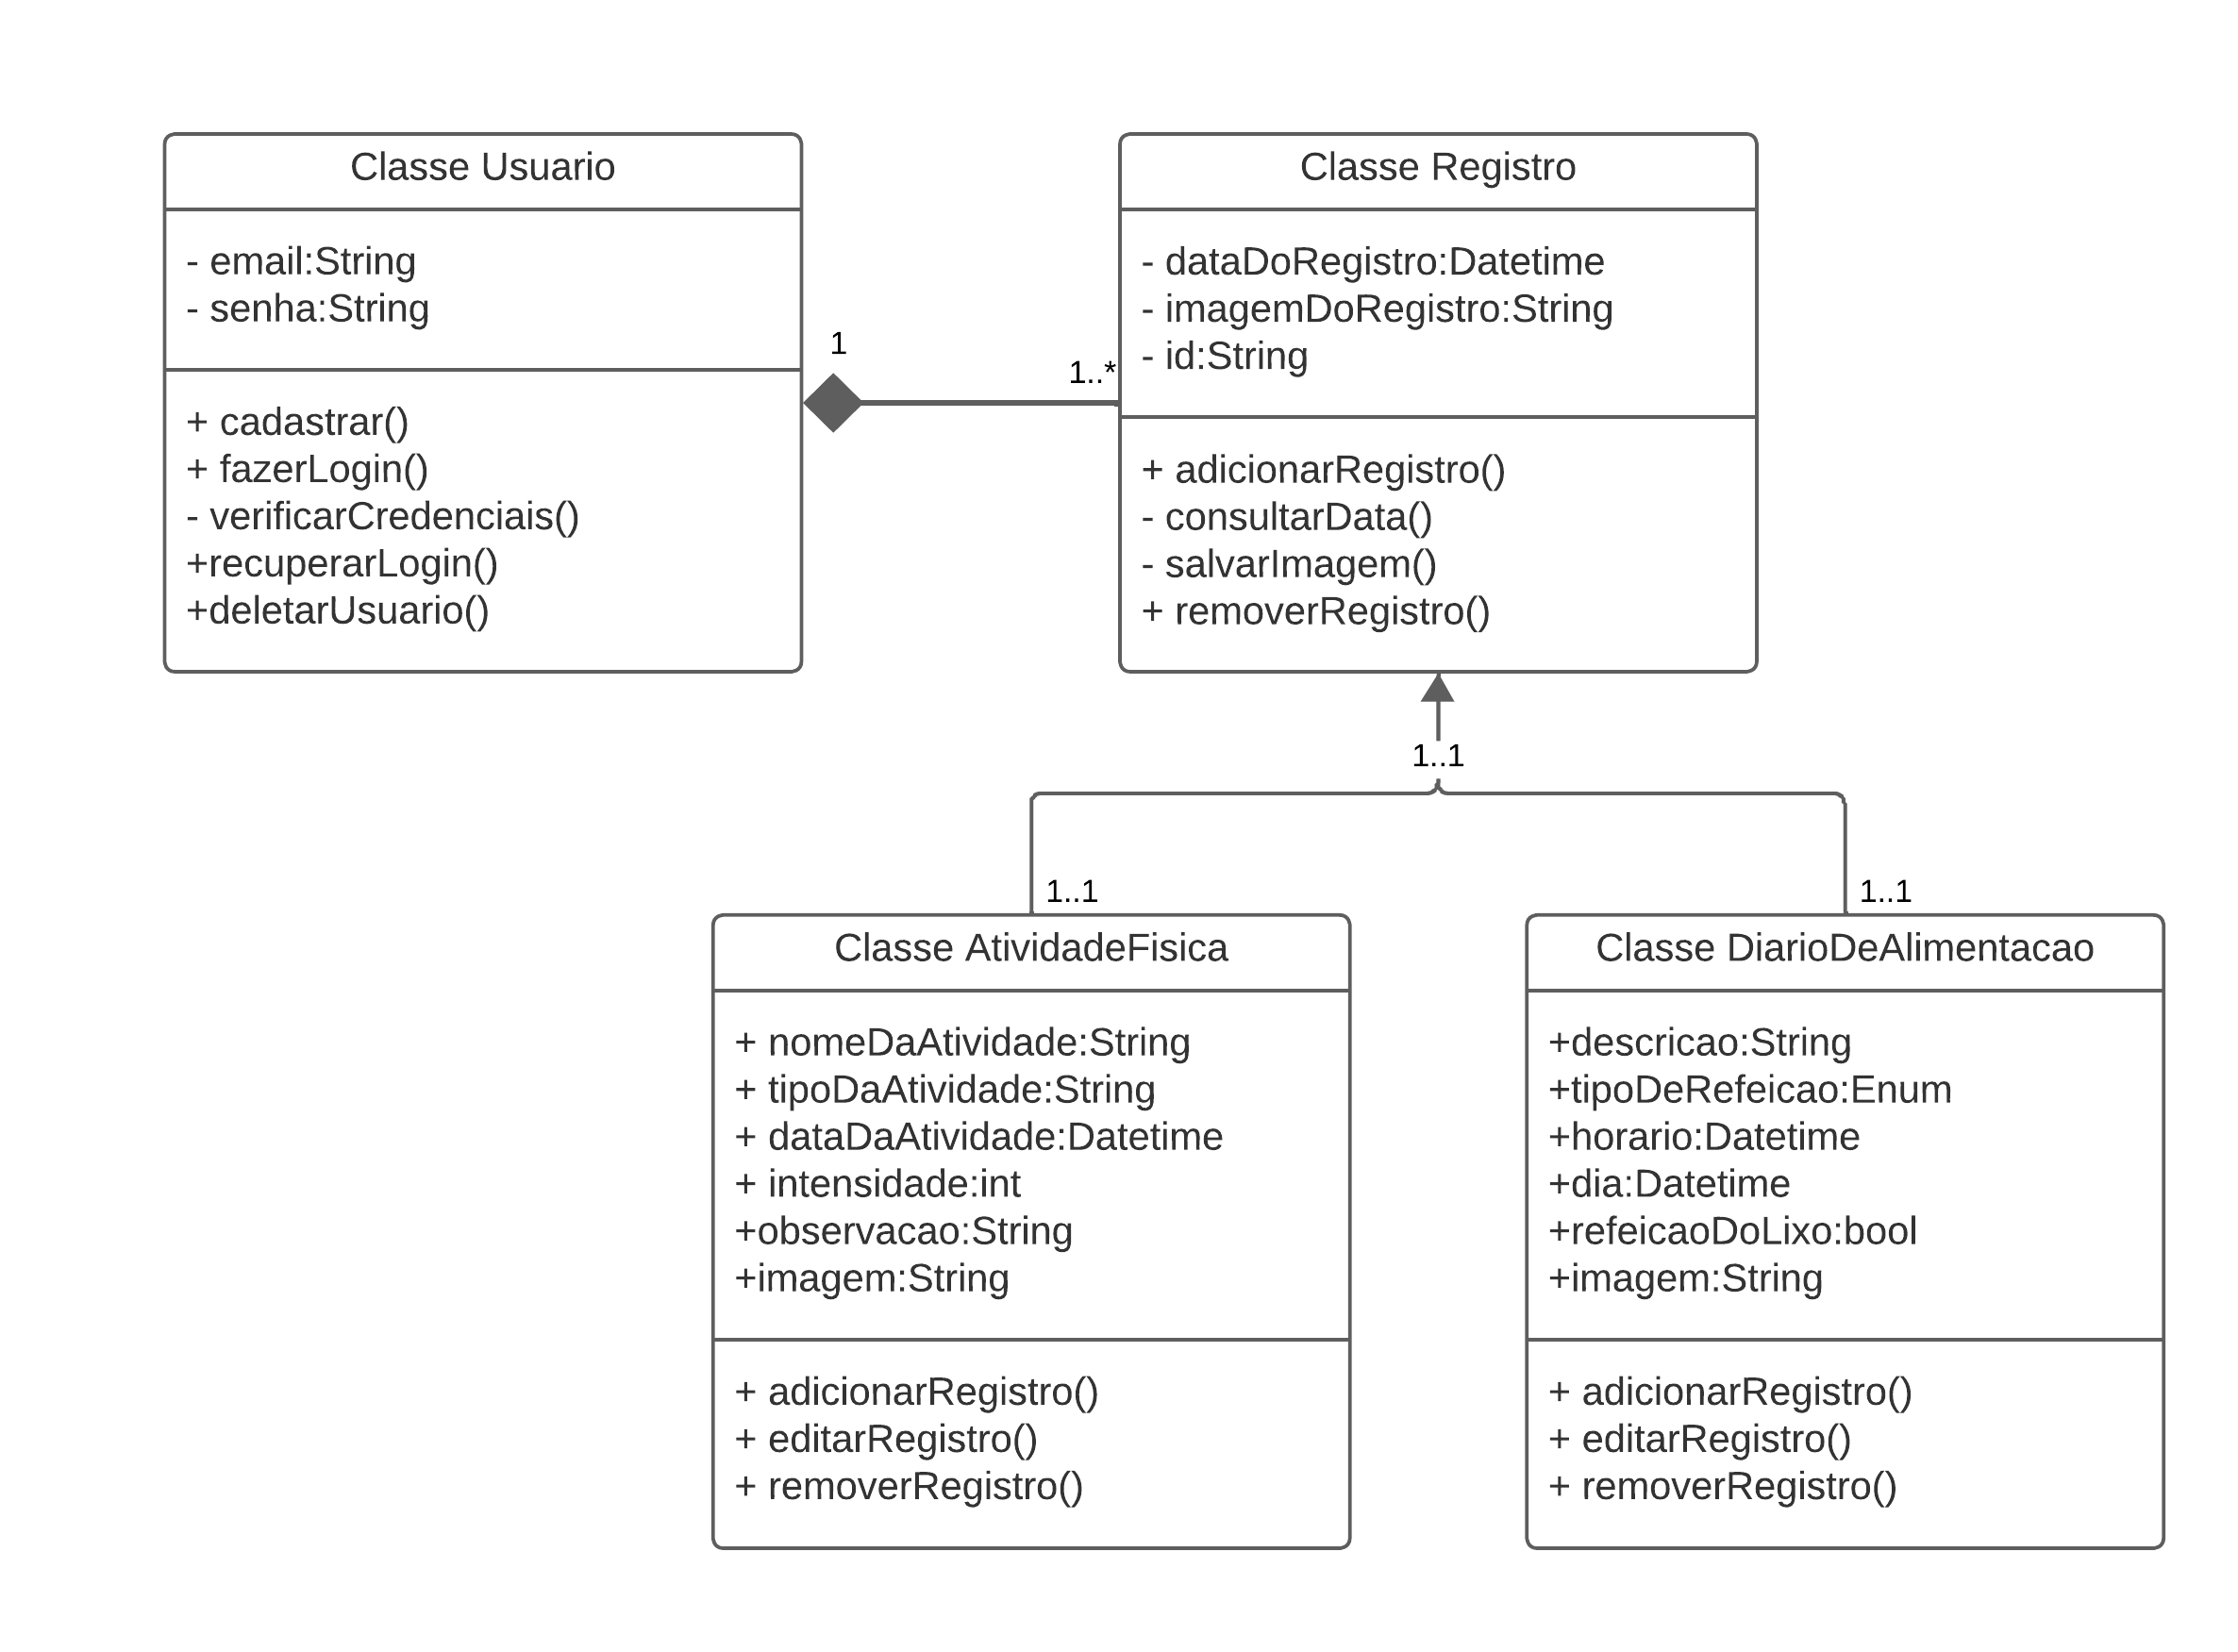 Classe Usuario
- email:String
- senha:String
+ cadastrar()
+ fazerLogin()
- verificarCredenciais()
+recuperarLogin()
+deletarUsuario()
1
1..*
Classe Registro
- dataDoRegistro:Datetime
- imagemDoRegistro:String
- id:String
+ adicionarRegistro()
- consultarData()
- salvarImagem()
+ removerRegistro()
1..1
1..1
1..1
Classe AtividadeFisica
+ nomeDaAtividade:String
+ tipoDaAtividade:String
+ dataDaAtividade:Datetime
+ intensidade:int
+observacao:String
+imagem:String
+ adicionarRegistro()
+ editarRegistro()
+ removerRegistro()
Classe DiarioDeAlimentacao
+descricao:String
+tipoDeRefeicao:Enum
+horario:Datetime
+dia:Datetime
+refeicaoDoLixo:bool
+imagem:String
+ adicionarRegistro()
+ editarRegistro()
+ removerRegistro()